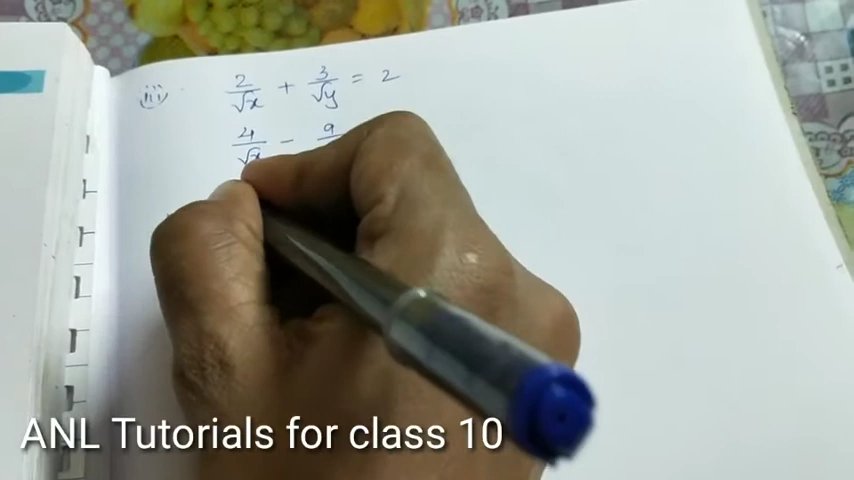 iii) 2/√x + 3/√y = 2
4/√x - 9
ANL Tutorials for class 10